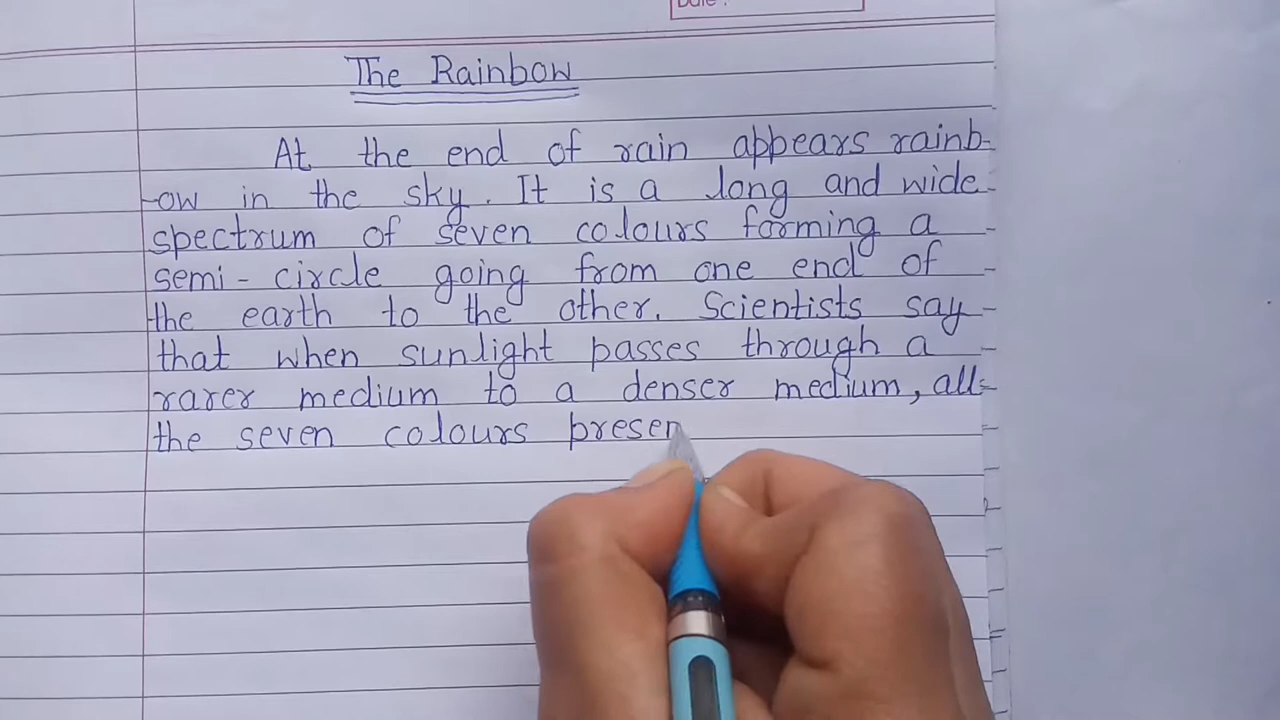 Date :
The Rainbow
At the end of rain appears rainb-
-ow in the sky. It is a long and wide
spectrum of seven colours forming a
semi-circle going from one end of
the earth to the other. Scientists say
that when sunlight passes through a
rarer medium to a denser medium, all
the seven colours presen